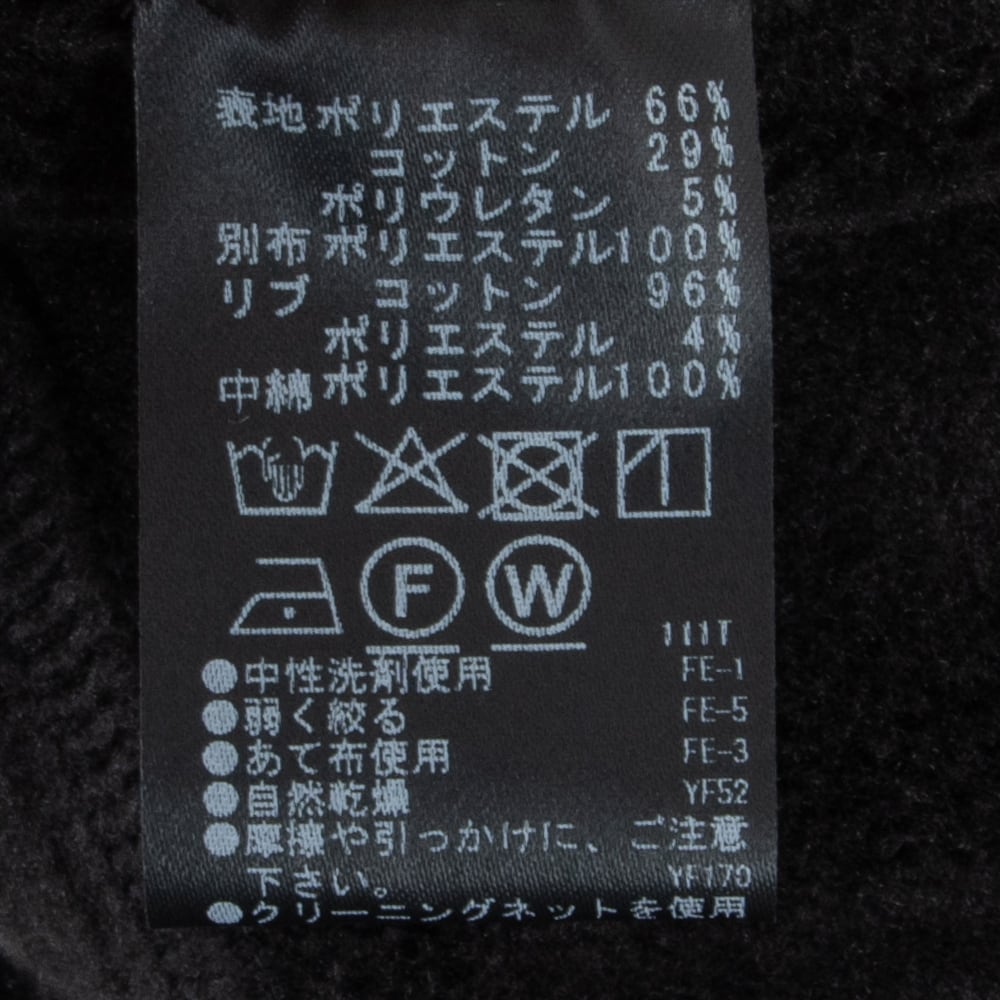 表地 ポリエステル 66%
コットン 29%
ポリウレタン 5%
別布 ポリエステル100%
リブ コットン 96%
ポリエステル 4%
中綿 ポリエステル100%
F W
111T
●中性洗剤使用 FE-1
●弱く絞る FE-5
●あて布使用 FE-3
●自然乾燥 YF52
●摩擦や引っかけに、ご注意
下さい。 YF170
●クリーニングネットを使用